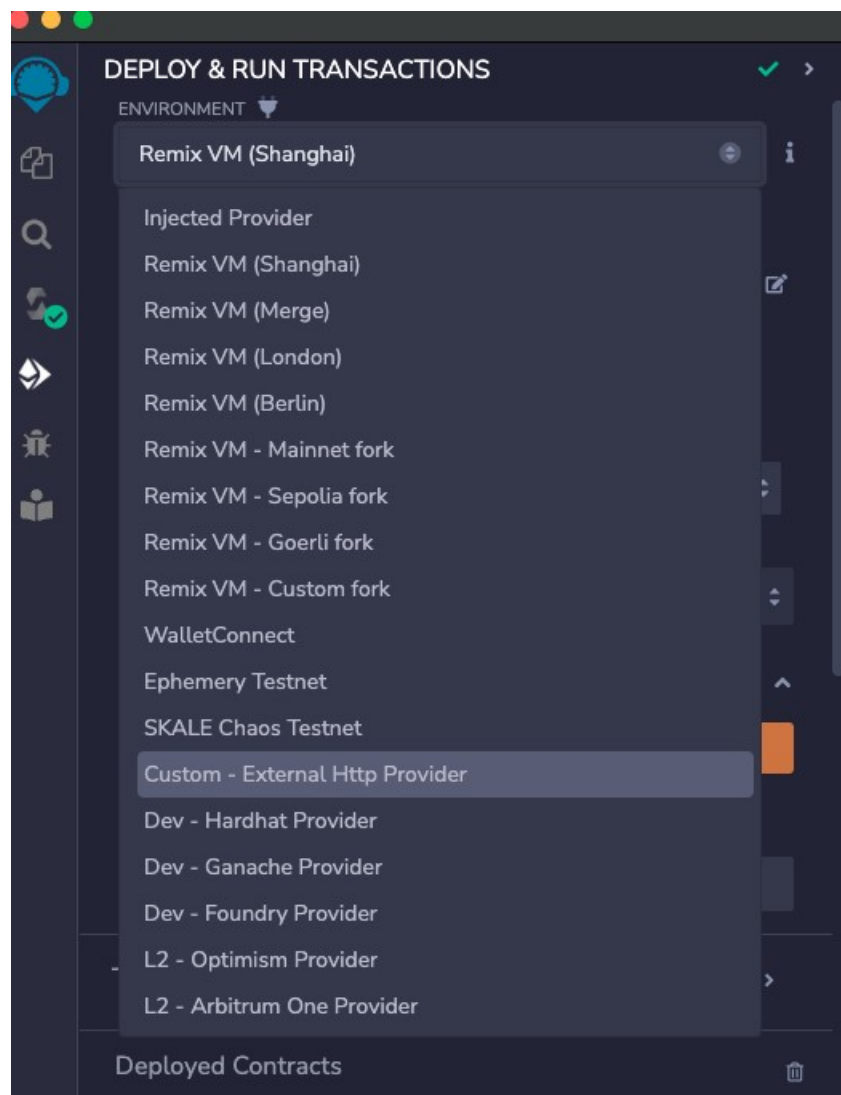 DEPLOY & RUN TRANSACTIONS
ENVIRONMENT
Remix VM (Shanghai)
Injected Provider
Remix VM (Shanghai)
Remix VM (Merge)
Remix VM (London)
Remix VM (Berlin)
Remix VM - Mainnet fork
Remix VM - Sepolia fork
Remix VM - Goerli fork
Remix VM - Custom fork
WalletConnect
Ephemery Testnet
SKALE Chaos Testnet
Custom - External Http Provider
Dev - Hardhat Provider
Dev - Ganache Provider
Dev - Foundry Provider
L2 - Optimism Provider
L2 - Arbitrum One Provider
Deployed Contracts